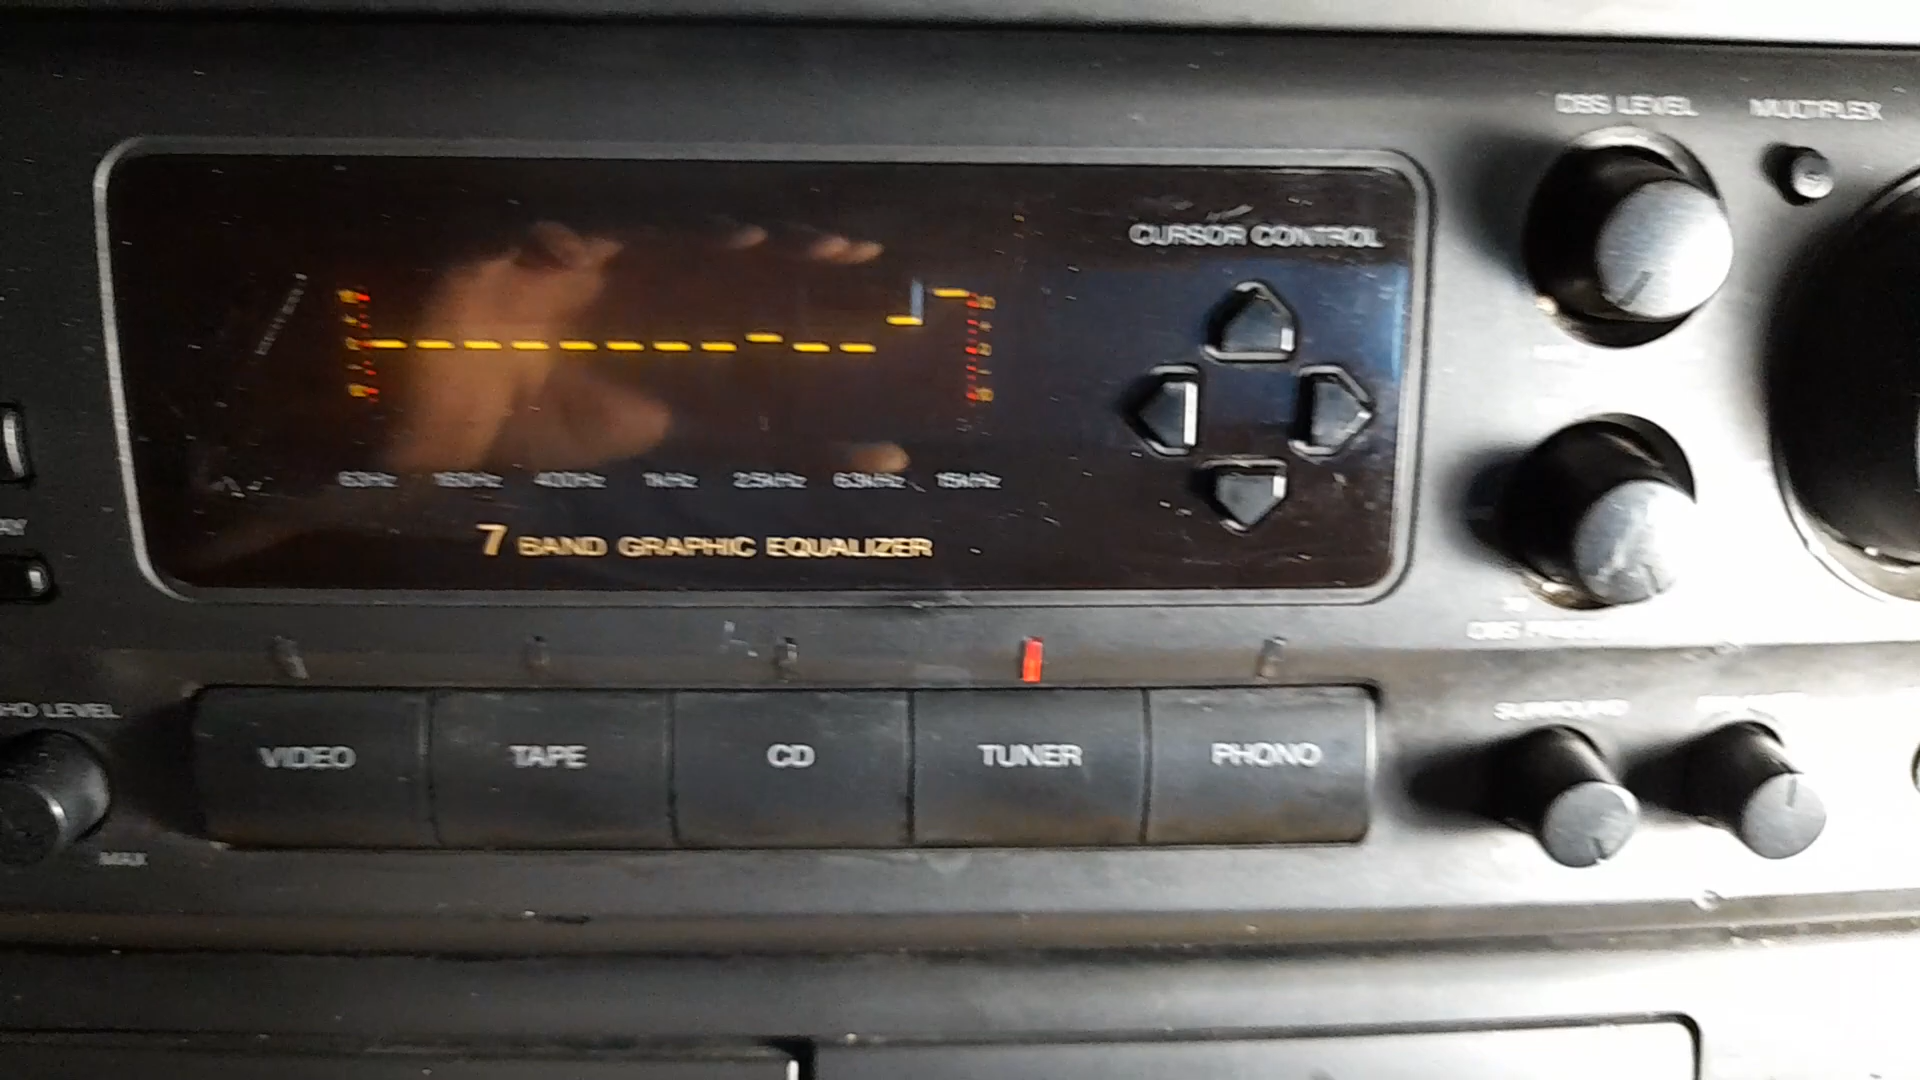 DBS LEVEL MULTIPLEX
CURSOR CONTROL
63Hz 160Hz 400Hz 1kHz 2.5kHz 6.3kHz 15kHz
7 BAND GRAPHIC EQUALIZER
LEVEL
SURROUND
VIDEO TAPE CD TUNER PHONO
MAX